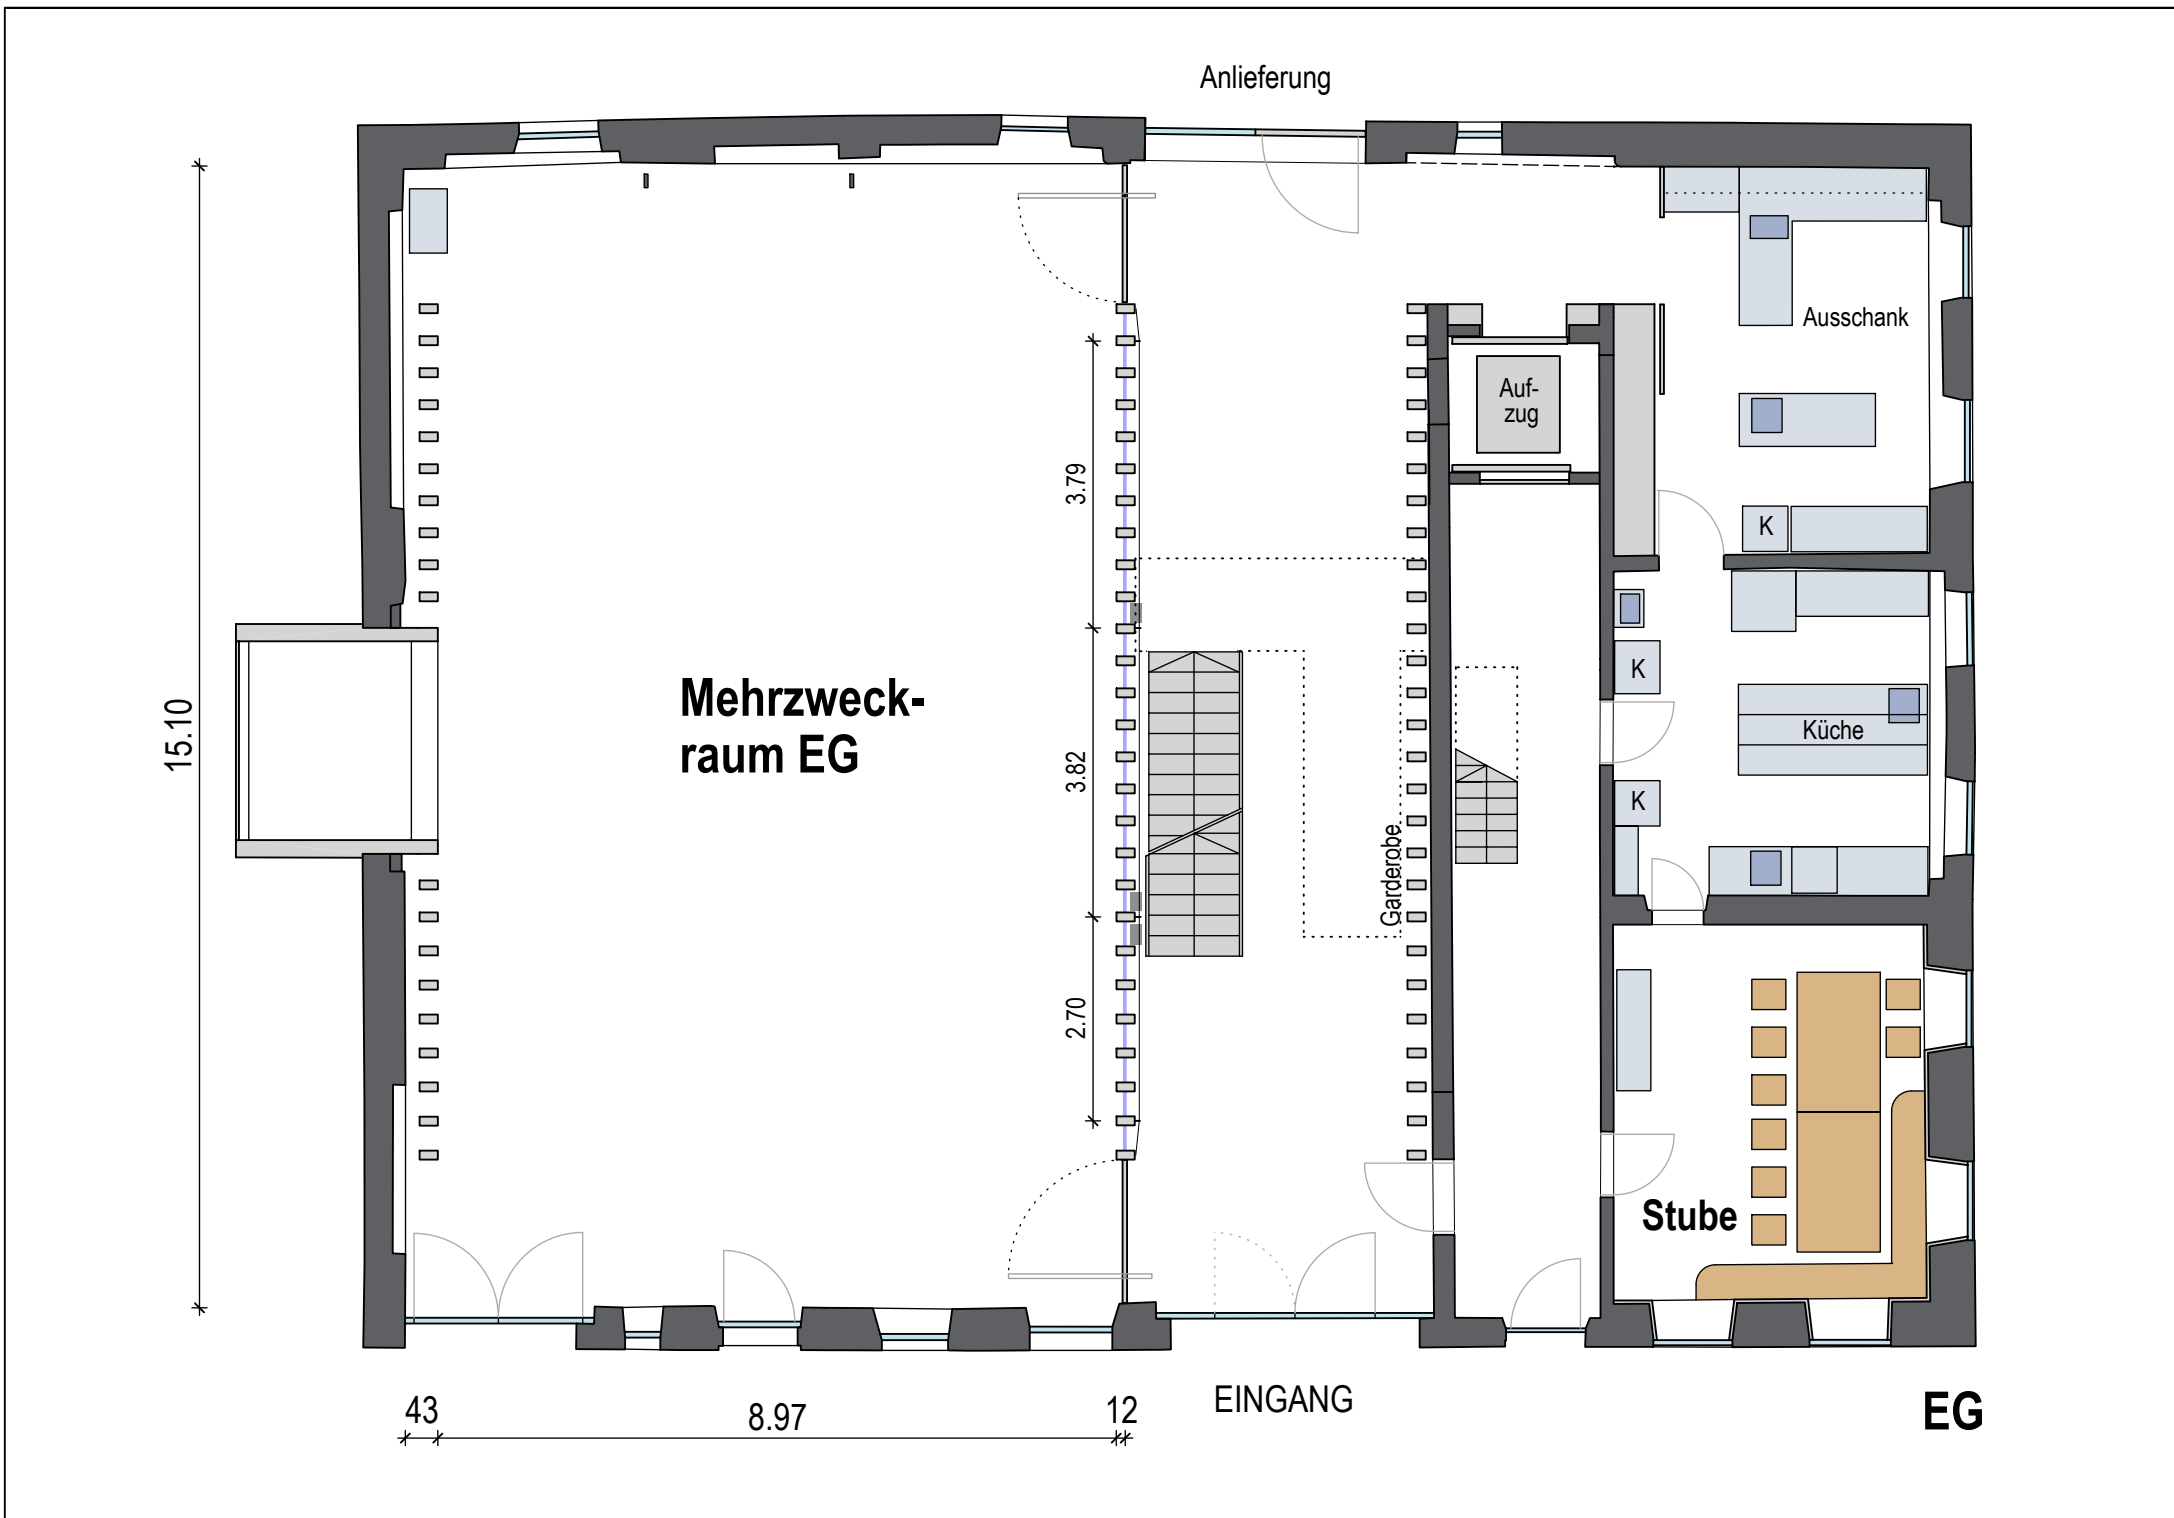 Anlieferung
Ausschank
Auf-
zug
3.79
K
K
Mehrzweck-
raum EG
15.10
3.82
Küche
K
Garderobe
2.70
Stube
43
8.97
12
EINGANG
EG